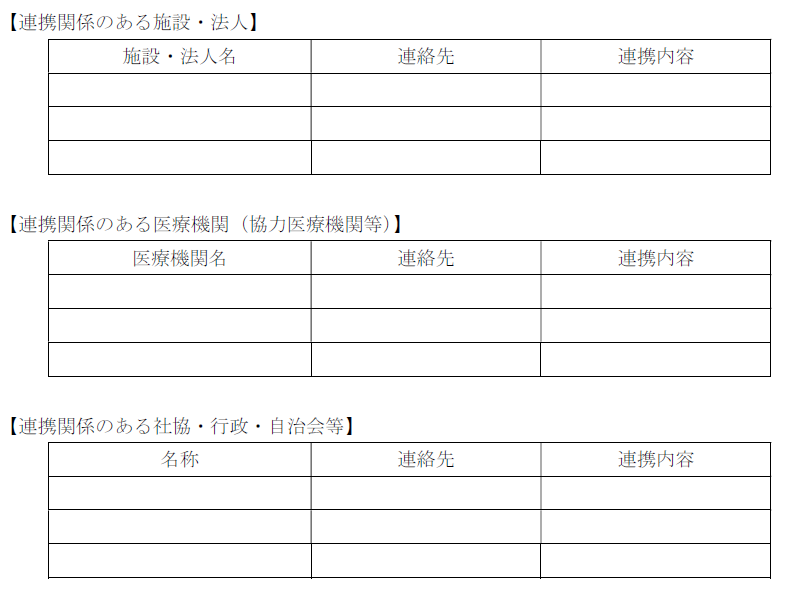 【連携関係のある施設・法人】
施設・法人名 連絡先 連携内容
【連携関係のある医療機関（協力医療機関等）】
医療機関名 連絡先 連携内容
【連携関係のある社協・行政・自治会等】
名称 連絡先 連携内容